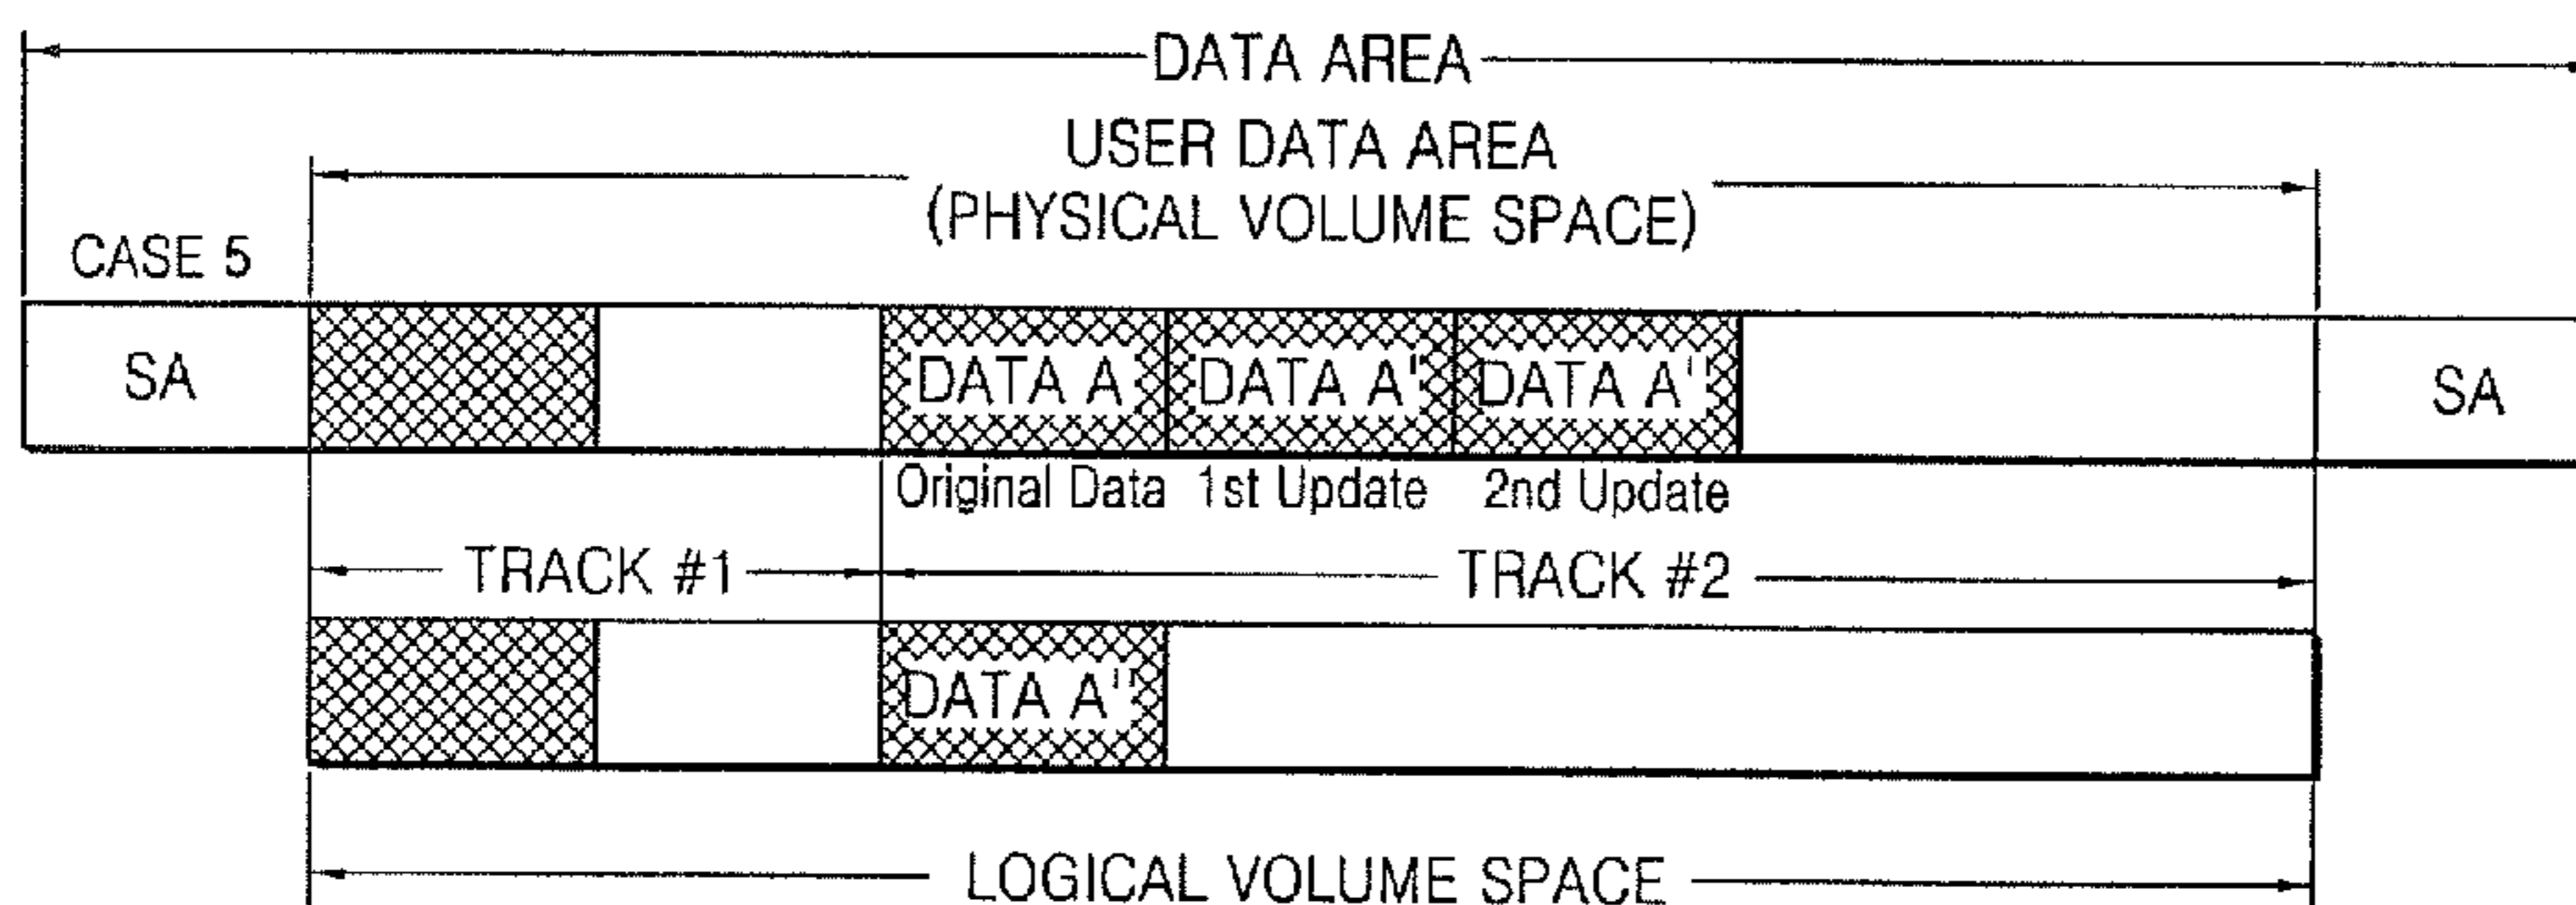 DATA AREA
USER DATA AREA
(PHYSICAL VOLUME SPACE)
CASE 5
SA DATA A DATA A' DATA A'' SA
Original Data 1st Update 2nd Update
TRACK #1 TRACK #2
DATA A''
LOGICAL VOLUME SPACE